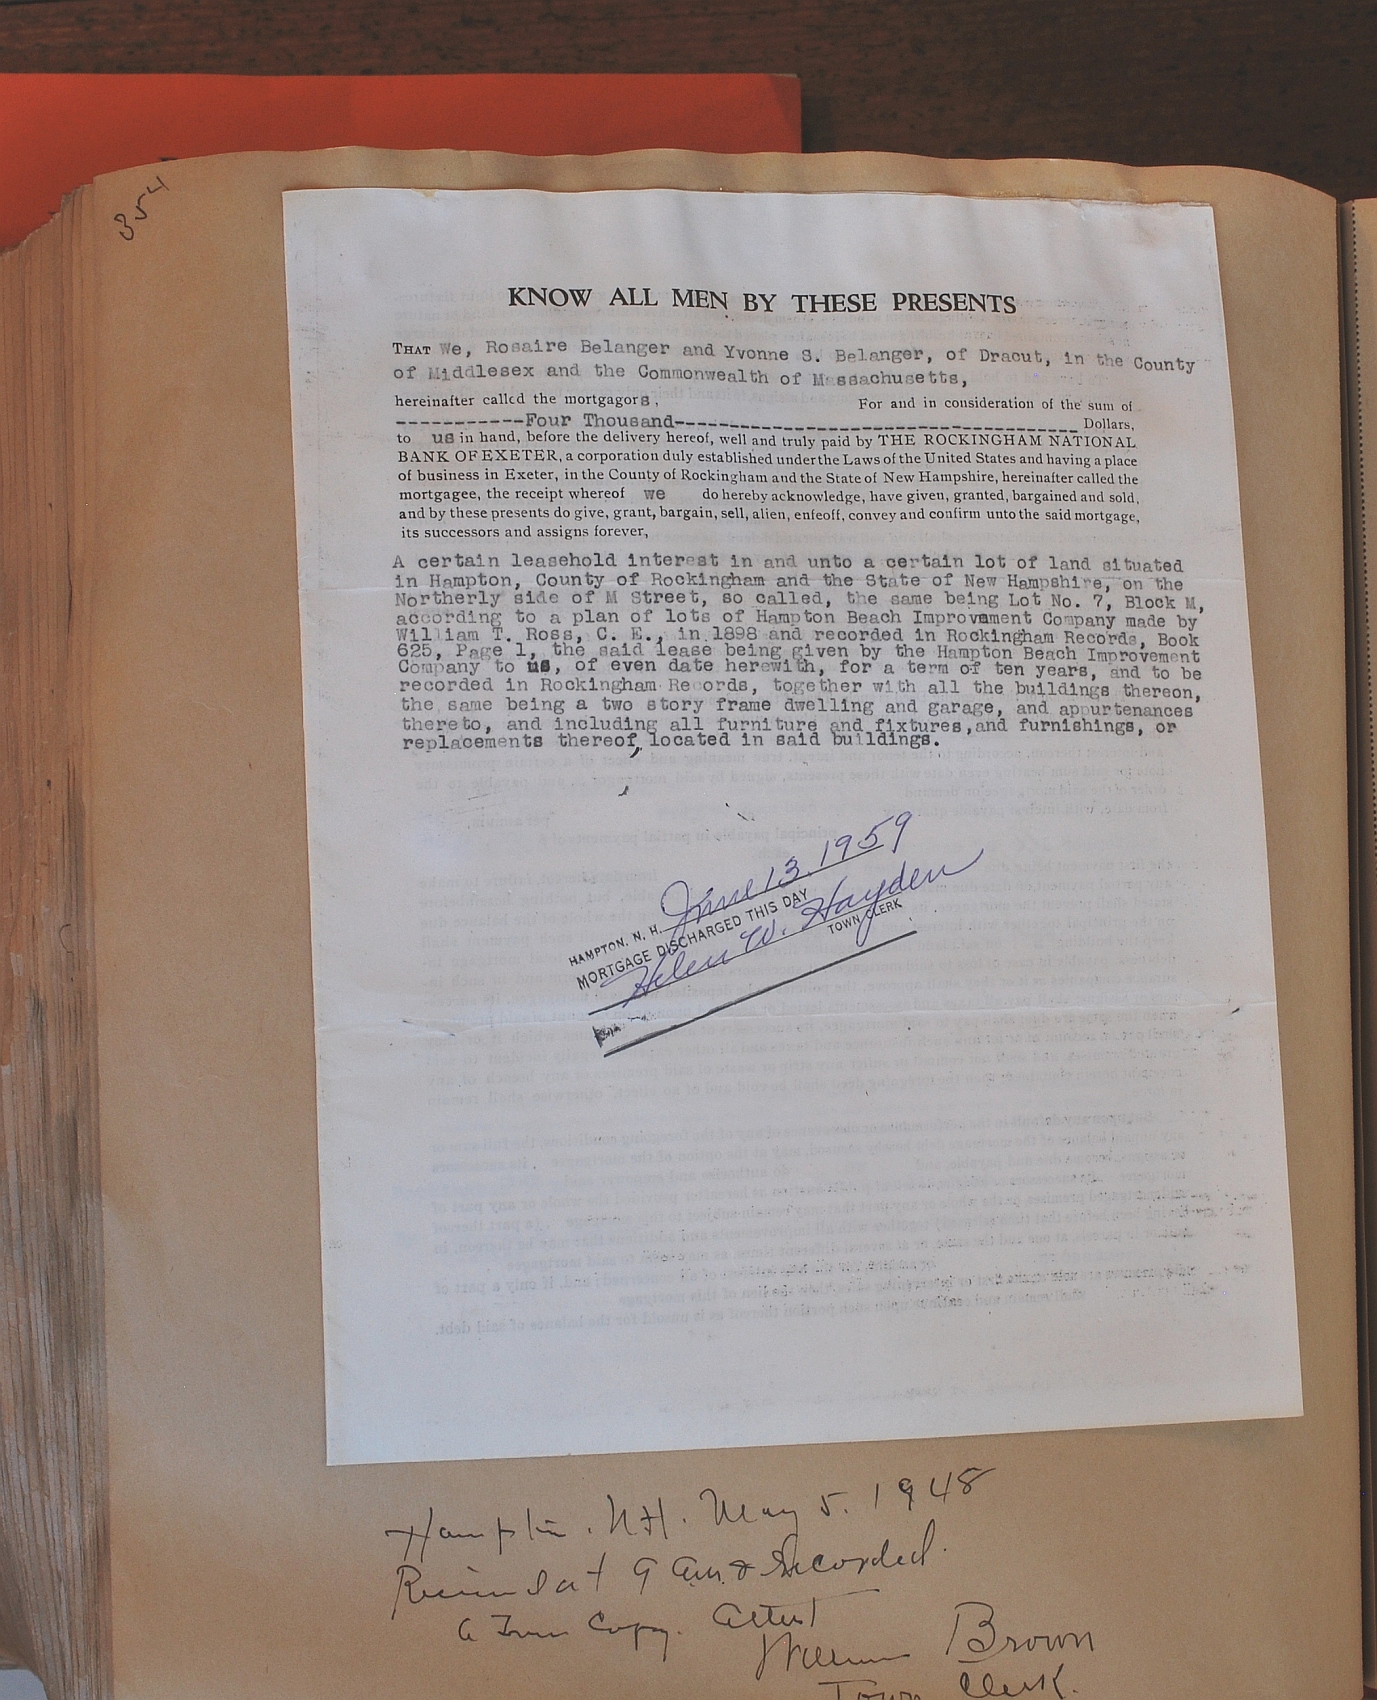 354
KNOW ALL MEN BY THESE PRESENTS
THAT We, Rosaire Belanger and Yvonne S. Belanger, of Dracut, in the County
of Middlesex and the Commonwealth of Massachusetts,
hereinafter called the mortgagors, For and in consideration of the sum of
-----------Four Thousand------------------------------------ Dollars,
to us in hand, before the delivery hereof, well and truly paid by THE ROCKINGHAM NATIONAL
BANK OF EXETER, a corporation duly established under the Laws of the United States and having a place
of business in Exeter, in the County of Rockingham and the State of New Hampshire, hereinafter called the
mortgagee, the receipt whereof we do hereby acknowledge, have given, granted, bargained and sold,
and by these presents do give, grant, bargain, sell, alien, enfeoff, convey and confirm unto the said mortgage,
its successors and assigns forever,
A certain leasehold interest in and unto a certain lot of land situated
in Hampton, County of Rockingham and the State of New Hampshire, on the
Northerly side of M Street, so called, the same being Lot No. 7, Block M,
according to a plan of lots of Hampton Beach Improvement Company made by
William T. Ross, C. E., in 1898 and recorded in Rockingham Records, Book
625, Page 1, the said lease being given by the Hampton Beach Improvement
Company to us, of even date herewith, for a term of ten years, and to be
recorded in Rockingham Records, together with all the buildings thereon,
the same being a two story frame dwelling and garage, and appurtenances
thereto, and including all furniture and fixtures,and furnishings, or
replacements thereof, located in said buildings.
HAMPTON, N. H. June 13, 1959
MORTGAGE DISCHARGED THIS DAY
Helen W. Hayden
TOWN CLERK
Hampton. N.H. May 5. 1948
Received at 9 am & Recorded.
a True Copy. Attest
William Brown
Town Clerk.